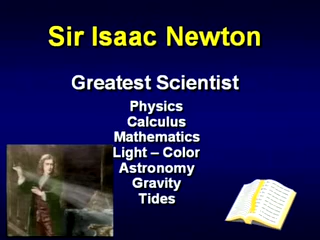 Sir Isaac Newton
Greatest Scientist
Physics
Calculus
Mathematics
Light – Color
Astronomy
Gravity
Tides